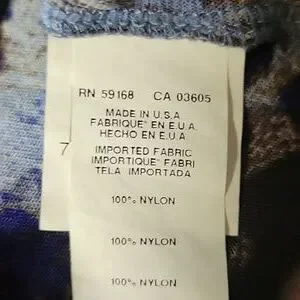 RN 59168 CA 03605
MADE IN U.S.A
FABRIQUE' EN E.U.A.
HECHO EN E.U.A.
7
IMPORTED FABRIC
IMPORTIQUE' FABRI
TELA IMPORTADA
100% NYLON
100% NYLON
100% NYLON